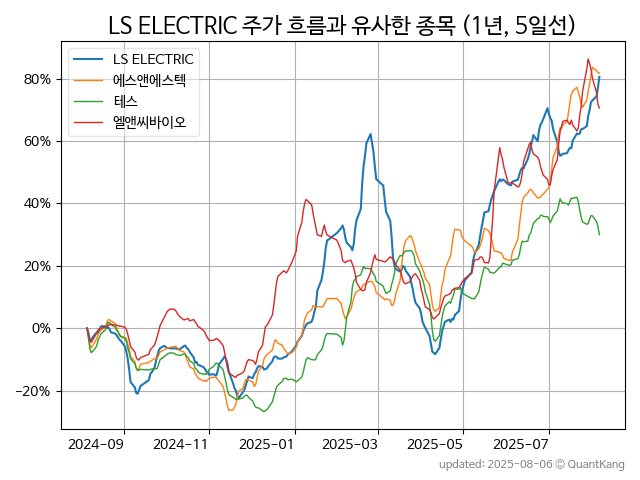 LS ELECTRIC 주가 흐름과 유사한 종목 (1년, 5일선)
LS ELECTRIC
에스앤에스텍
테스
엘앤씨바이오
80%
60%
40%
20%
0%
−20%
2024-09 2024-11 2025-01 2025-03 2025-05 2025-07
updated: 2025-08-06 © QuantKang